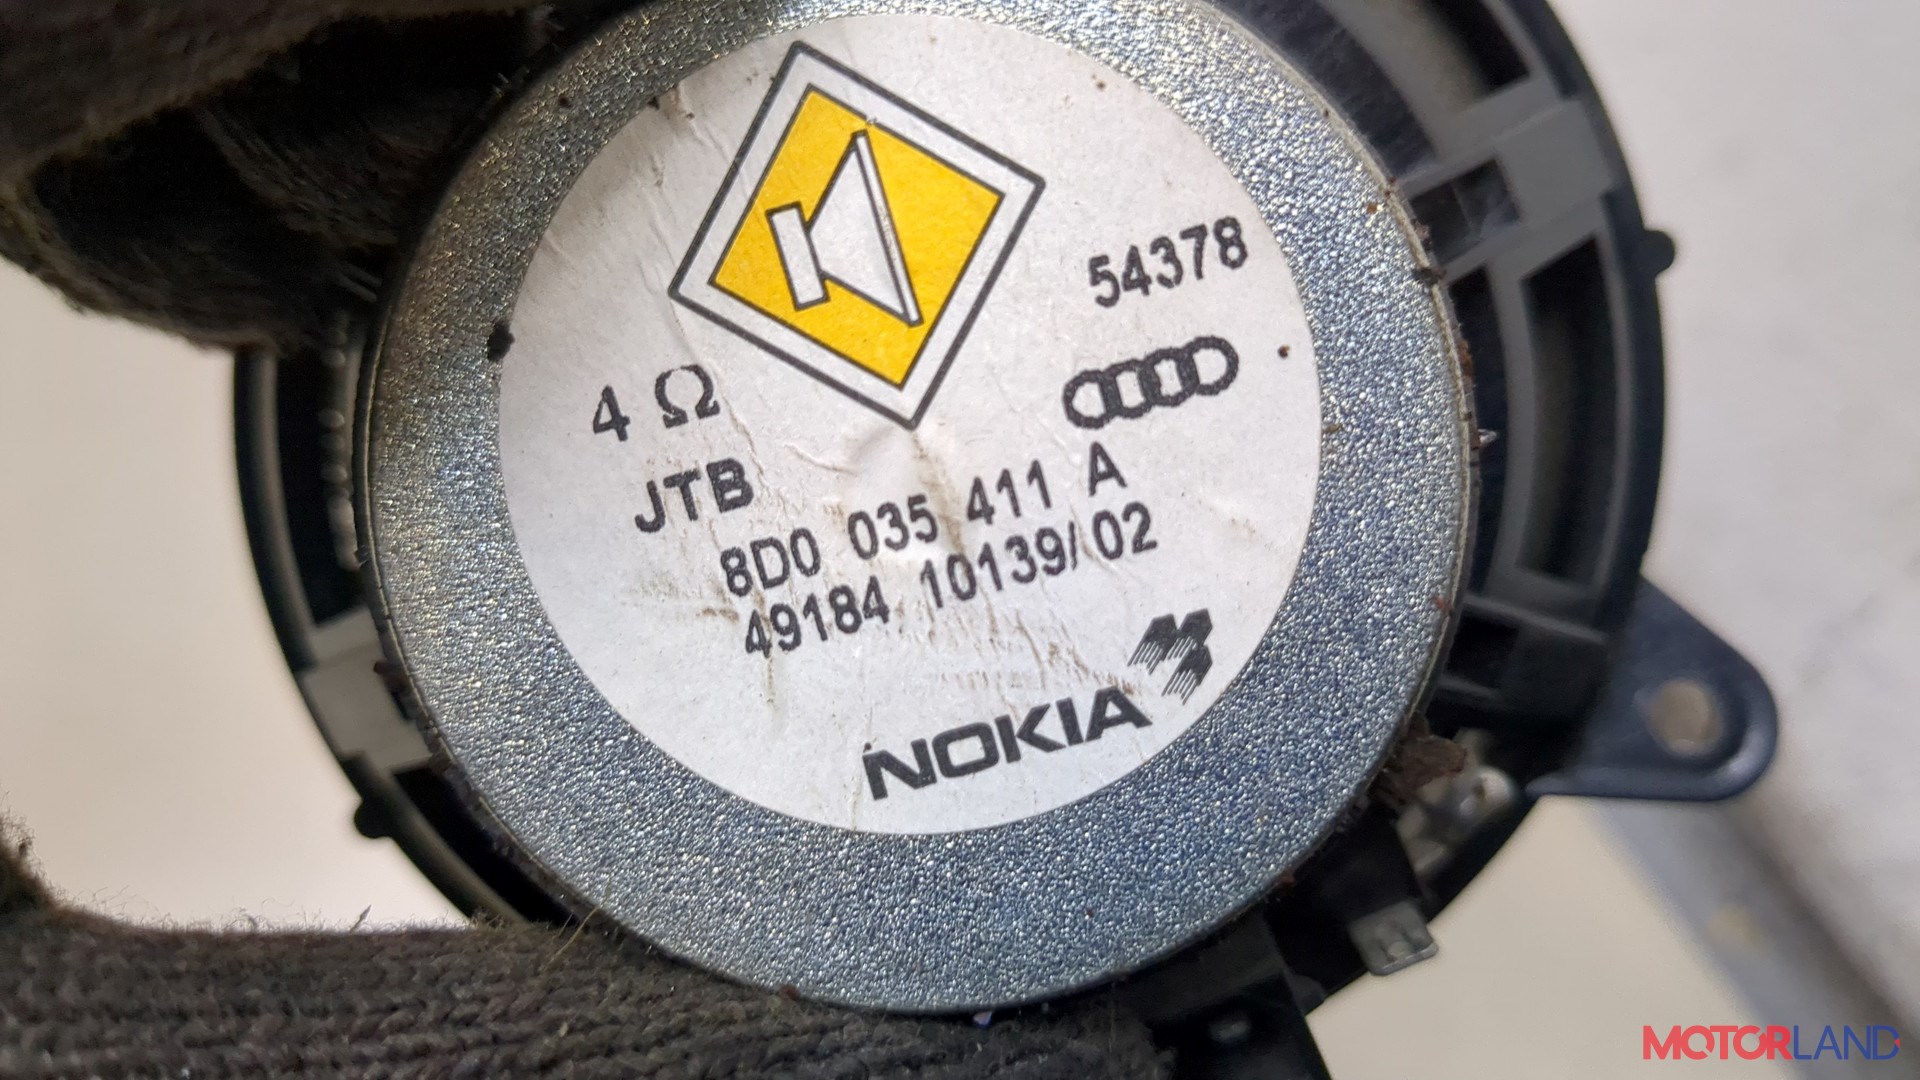 54378
4 Ω
JTB
8D0 035 411 A
49184 10139/02
NOKIA
MOTORLAND